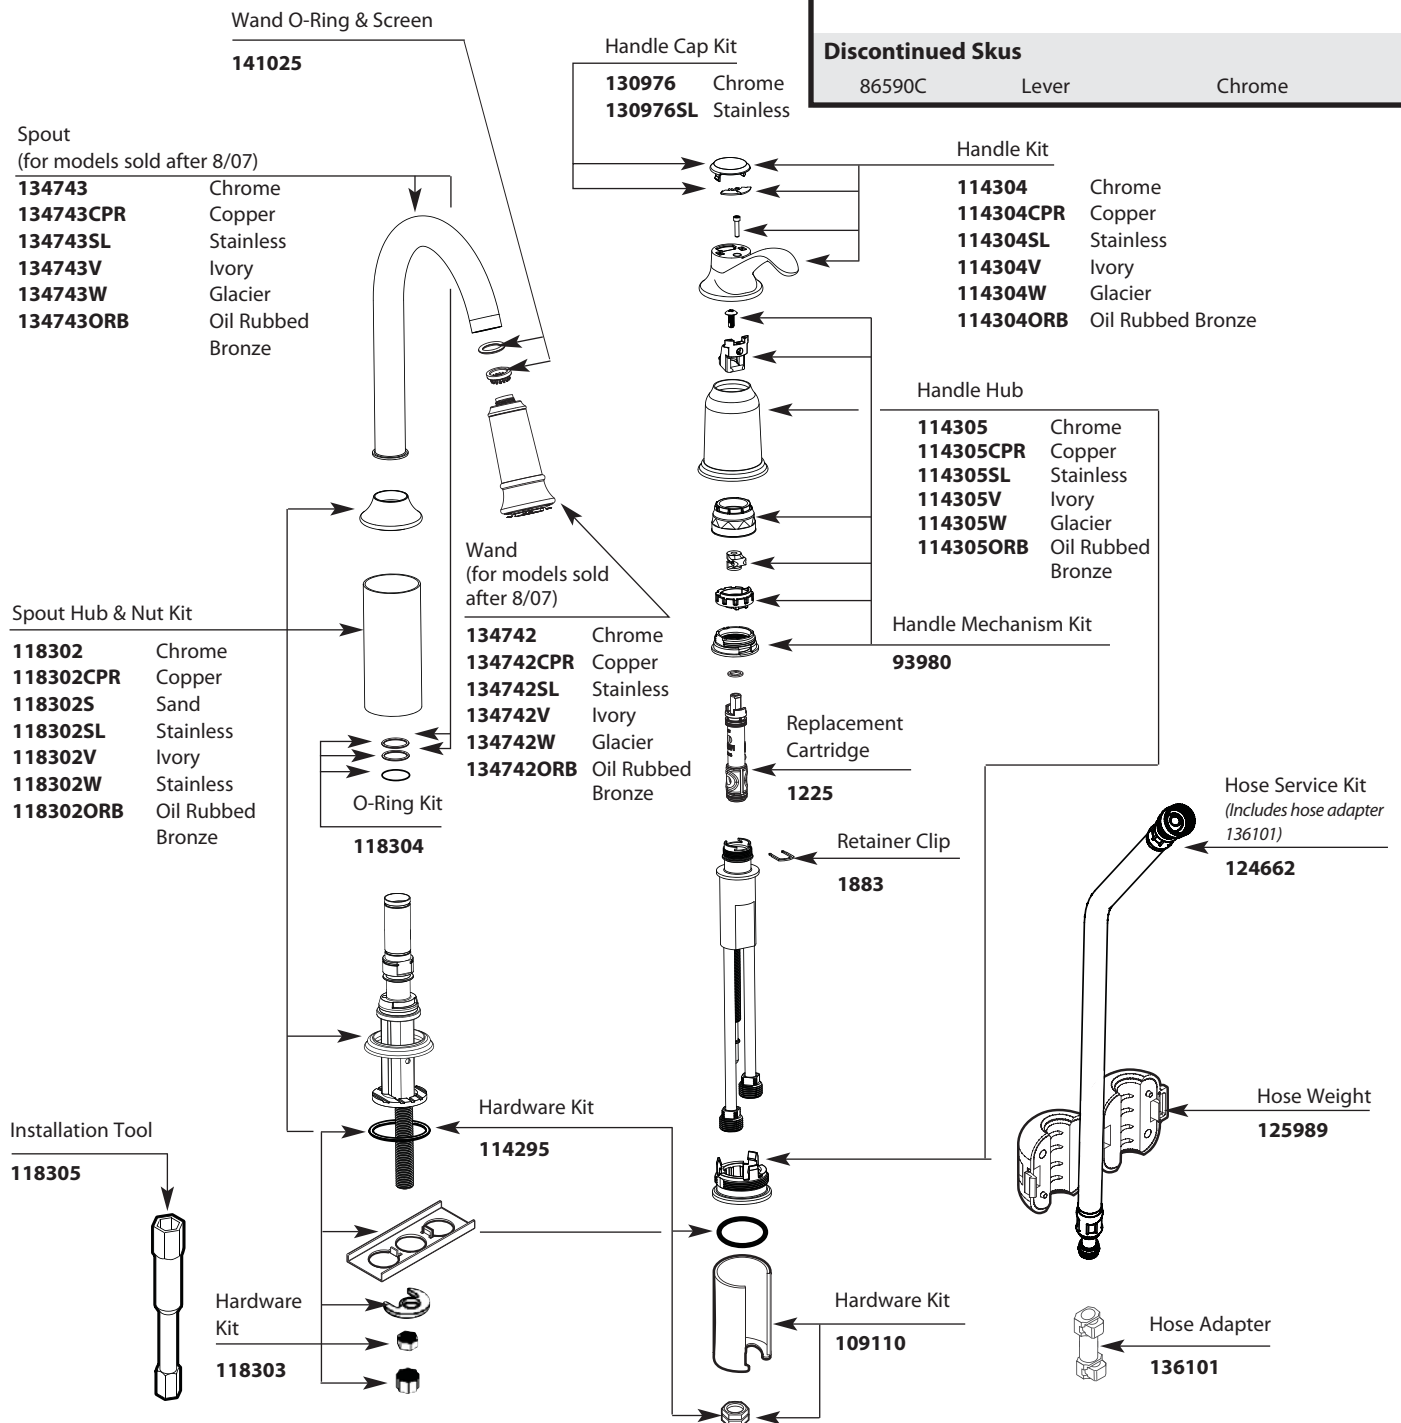 Wand O-Ring & Screen
141025
Handle Cap Kit
130976 Chrome
130976SL Stainless
Discontinued Skus
86590C Lever Chrome
Spout
(for models sold after 8/07)
134743 Chrome
134743CPR Copper
134743SL Stainless
134743V Ivory
134743W Glacier
134743ORB Oil Rubbed
Bronze
Handle Kit
114304 Chrome
114304CPR Copper
114304SL Stainless
114304V Ivory
114304W Glacier
114304ORB Oil Rubbed Bronze
Handle Hub
114305 Chrome
114305CPR Copper
114305SL Stainless
114305V Ivory
114305W Glacier
114305ORB Oil Rubbed
Bronze
Wand
(for models sold
after 8/07)
134742 Chrome
134742CPR Copper
134742SL Stainless
134742V Ivory
134742W Glacier
134742ORB Oil Rubbed
Bronze
Spout Hub & Nut Kit
118302 Chrome
118302CPR Copper
118302S Sand
118302SL Stainless
118302V Ivory
118302W Stainless
118302ORB Oil Rubbed
Bronze
Handle Mechanism Kit
93980
Replacement
Cartridge
1225
O-Ring Kit
118304
Retainer Clip
1883
Hose Service Kit
(Includes hose adapter
136101)
124662
Hose Weight
125989
Installation Tool
118305
Hardware Kit
114295
Hardware
Kit
118303
Hardware Kit
109110
Hose Adapter
136101